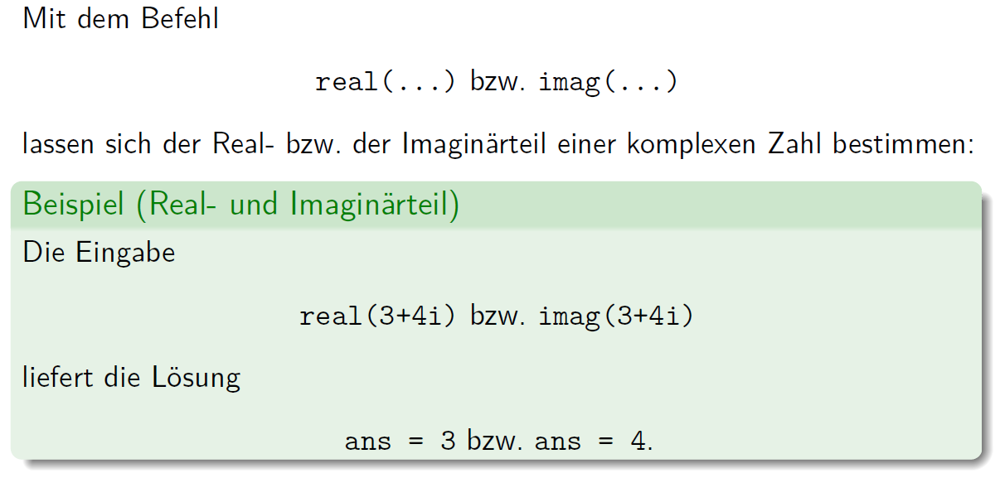 Mit dem Befehl
real(...) bzw. imag(...)
lassen sich der Real- bzw. der Imaginärteil einer komplexen Zahl bestimmen:
Beispiel (Real- und Imaginärteil)
Die Eingabe
real(3+4i) bzw. imag(3+4i)
liefert die Lösung
ans = 3 bzw. ans = 4.